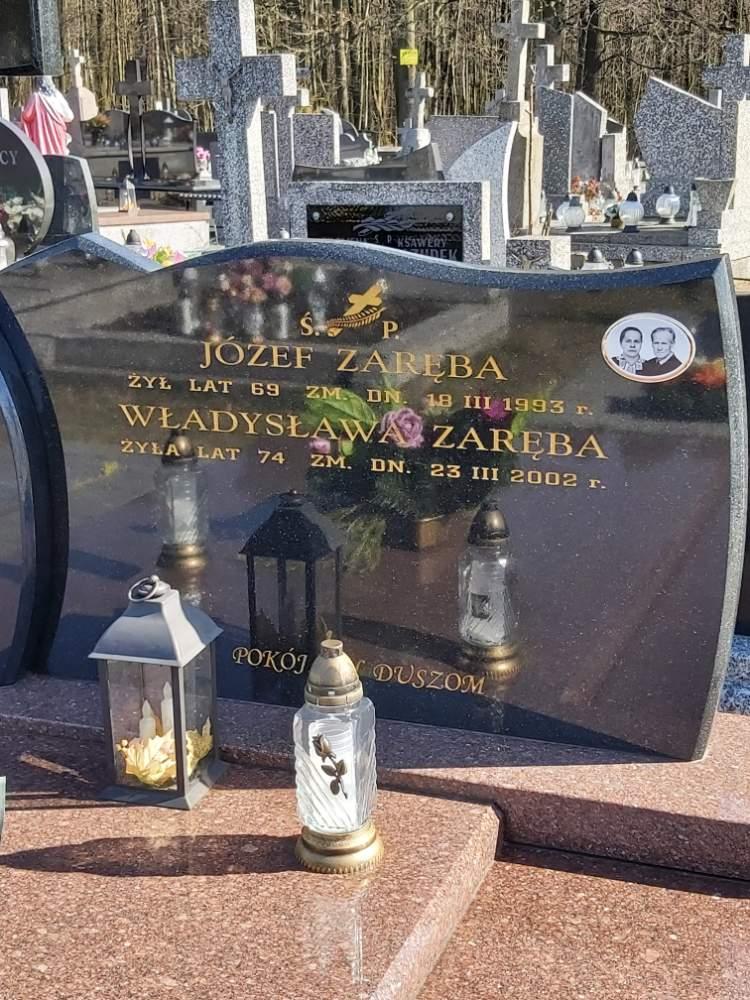 Ś. P.
JÓZEF ZARĘBA
ŻYŁ LAT 69 ZM. DN. 18 III 1993 r.
WŁADYSŁAWA ZARĘBA
ŻYŁA LAT 74 ZM. DN. 23 III 2002 r.
POKÓJ DUSZOM
Ś P
KSAWERY